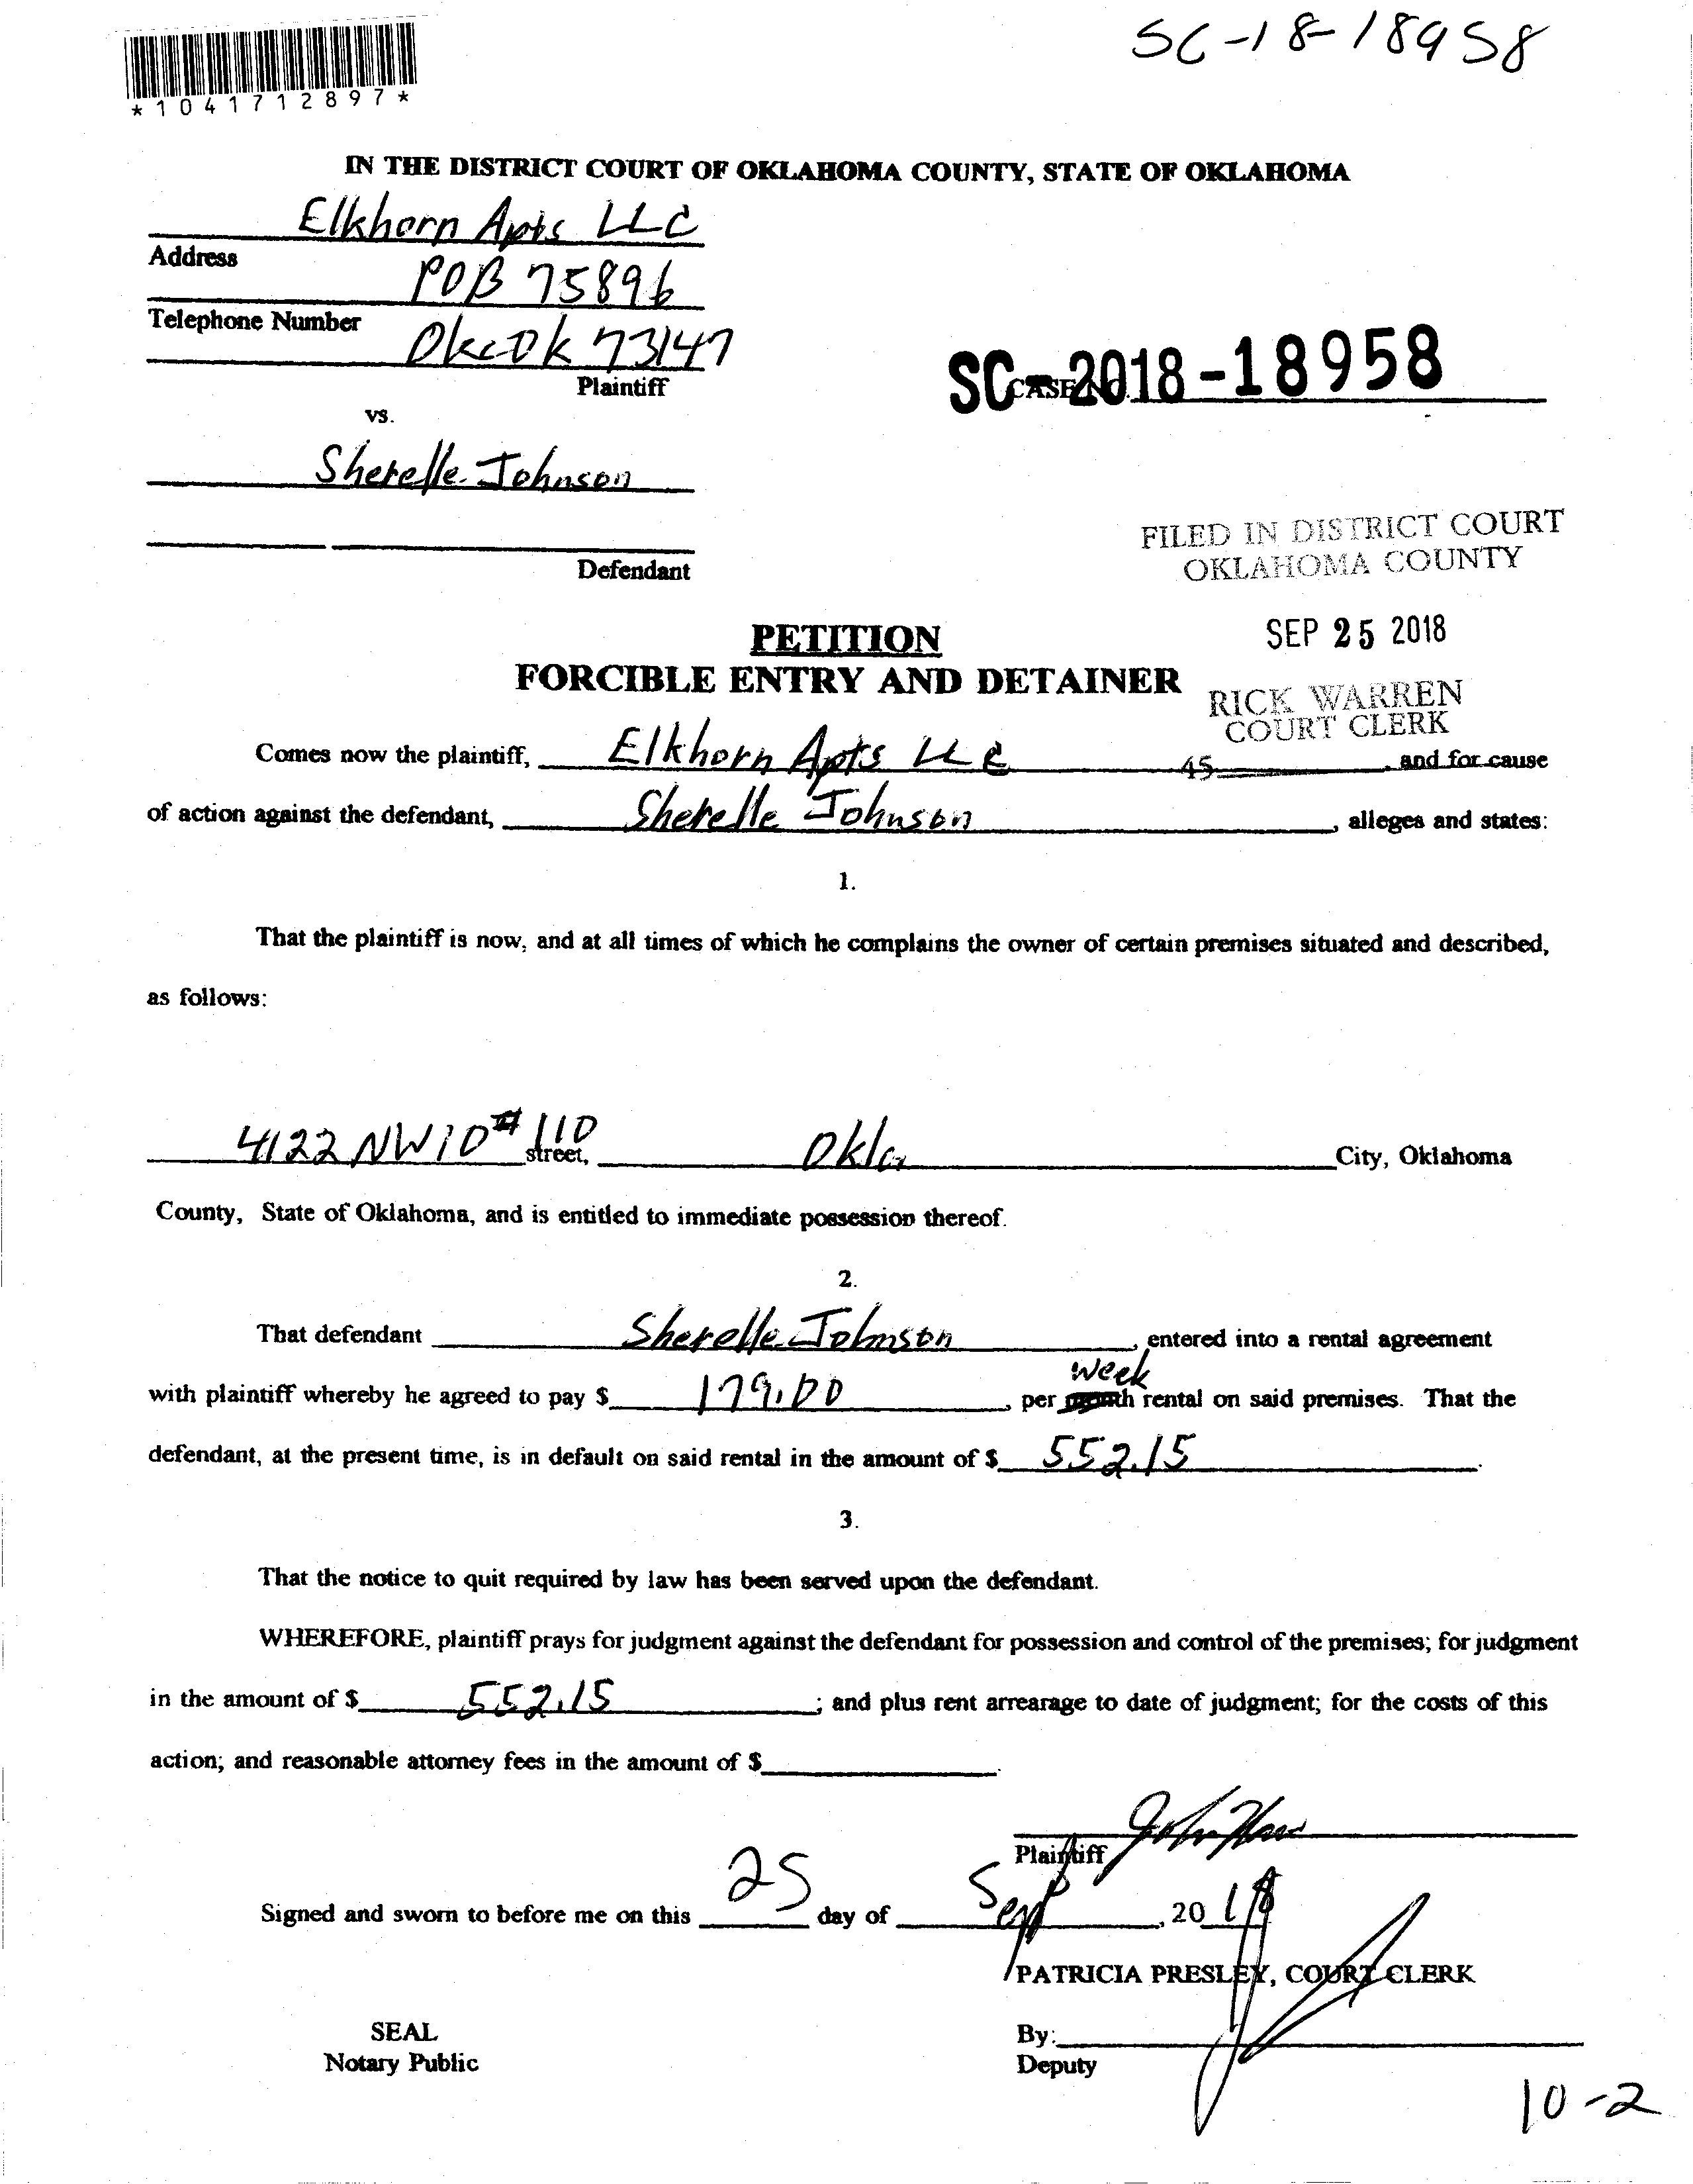 SC-18-18958
*1041712897*
IN THE DISTRICT COURT OF OKLAHOMA COUNTY, STATE OF OKLAHOMA
Elkhorn Apts LLC
Address
POB 75896
Telephone Number
Okc Ok 73147
Plaintiff
SC-2018-18958
CASE NO.
vs.
Sherelle Johnson
Defendant
FILED IN DISTRICT COURT
OKLAHOMA COUNTY
SEP 25 2018
RICK WARREN
COURT CLERK
45
PETITION
FORCIBLE ENTRY AND DETAINER
Comes now the plaintiff, Elkhorn Apts LLC, and for cause
of action against the defendant, Sherelle Johnson, alleges and states:
1.
That the plaintiff is now, and at all times of which he complains the owner of certain premises situated and described,
as follows:
4122 NW 10 # 110 street, Okla City, Oklahoma
County, State of Oklahoma, and is entitled to immediate possession thereof.
2.
That defendant Sherelle Johnson, entered into a rental agreement
week
with plaintiff whereby he agreed to pay $ 179.00, per month rental on said premises. That the
defendant, at the present time, is in default on said rental in the amount of $ 552.15.
3.
That the notice to quit required by law has been served upon the defendant.
WHEREFORE, plaintiff prays for judgment against the defendant for possession and control of the premises; for judgment
in the amount of $ 552.15; and plus rent arrearage to date of judgment; for the costs of this
action; and reasonable attorney fees in the amount of $.
Plaintiff
Signed and sworn to before me on this 25 day of Sept, 2018
PATRICIA PRESLEY, COURT CLERK
SEAL
Notary Public
By:
Deputy
10-2